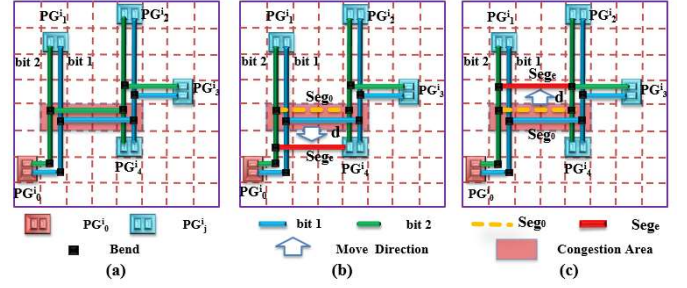 PGⁱ₂
PGⁱ₁
bit 2
bit 1
PGⁱ₃
PGⁱ₄
PGⁱ₀
PGⁱ₂
PGⁱ₁
bit 2
bit 1
Seg₀
PGⁱ₃
d
Segₑ
PGⁱ₄
PGⁱ₀
PGⁱ₂
PGⁱ₁
bit 2
bit 1
Segₑ
d
PGⁱ₃
Seg₀
PGⁱ₄
PGⁱ₀
PGⁱ₀
PGⁱⱼ
bit 1
bit 2
Seg₀
Segₑ
Bend
Move Direction
Congestion Area
(a)
(b)
(c)